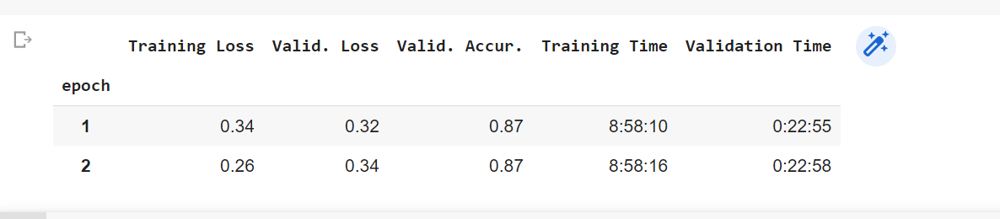 Training Loss Valid. Loss Valid. Accur. Training Time Validation Time
epoch
1 0.34 0.32 0.87 8:58:10 0:22:55
2 0.26 0.34 0.87 8:58:16 0:22:58